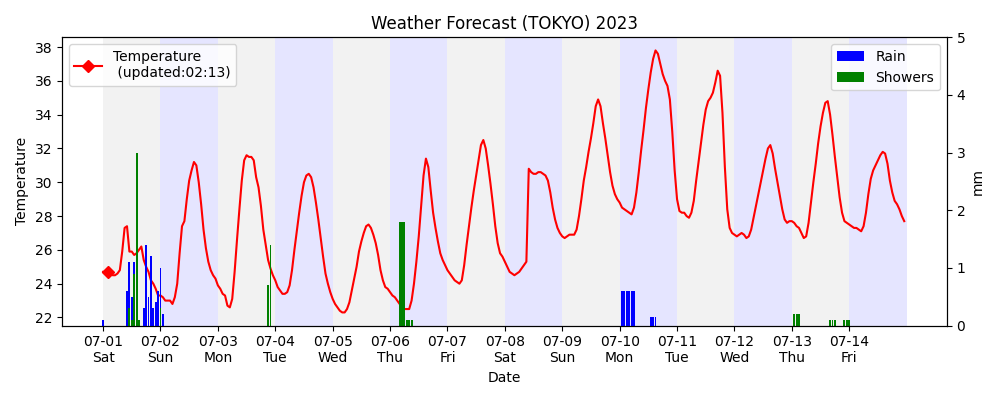 Weather Forecast (TOKYO) 2023
Temperature
(updated:02:13)
Rain
Showers
Temperature
38
36
34
32
30
28
26
24
22
5
4
3
2
1
0
mm
07-01 07-02 07-03 07-04 07-05 07-06 07-07 07-08 07-09 07-10 07-11 07-12 07-13 07-14
Sat Sun Mon Tue Wed Thu Fri Sat Sun Mon Tue Wed Thu Fri
Date